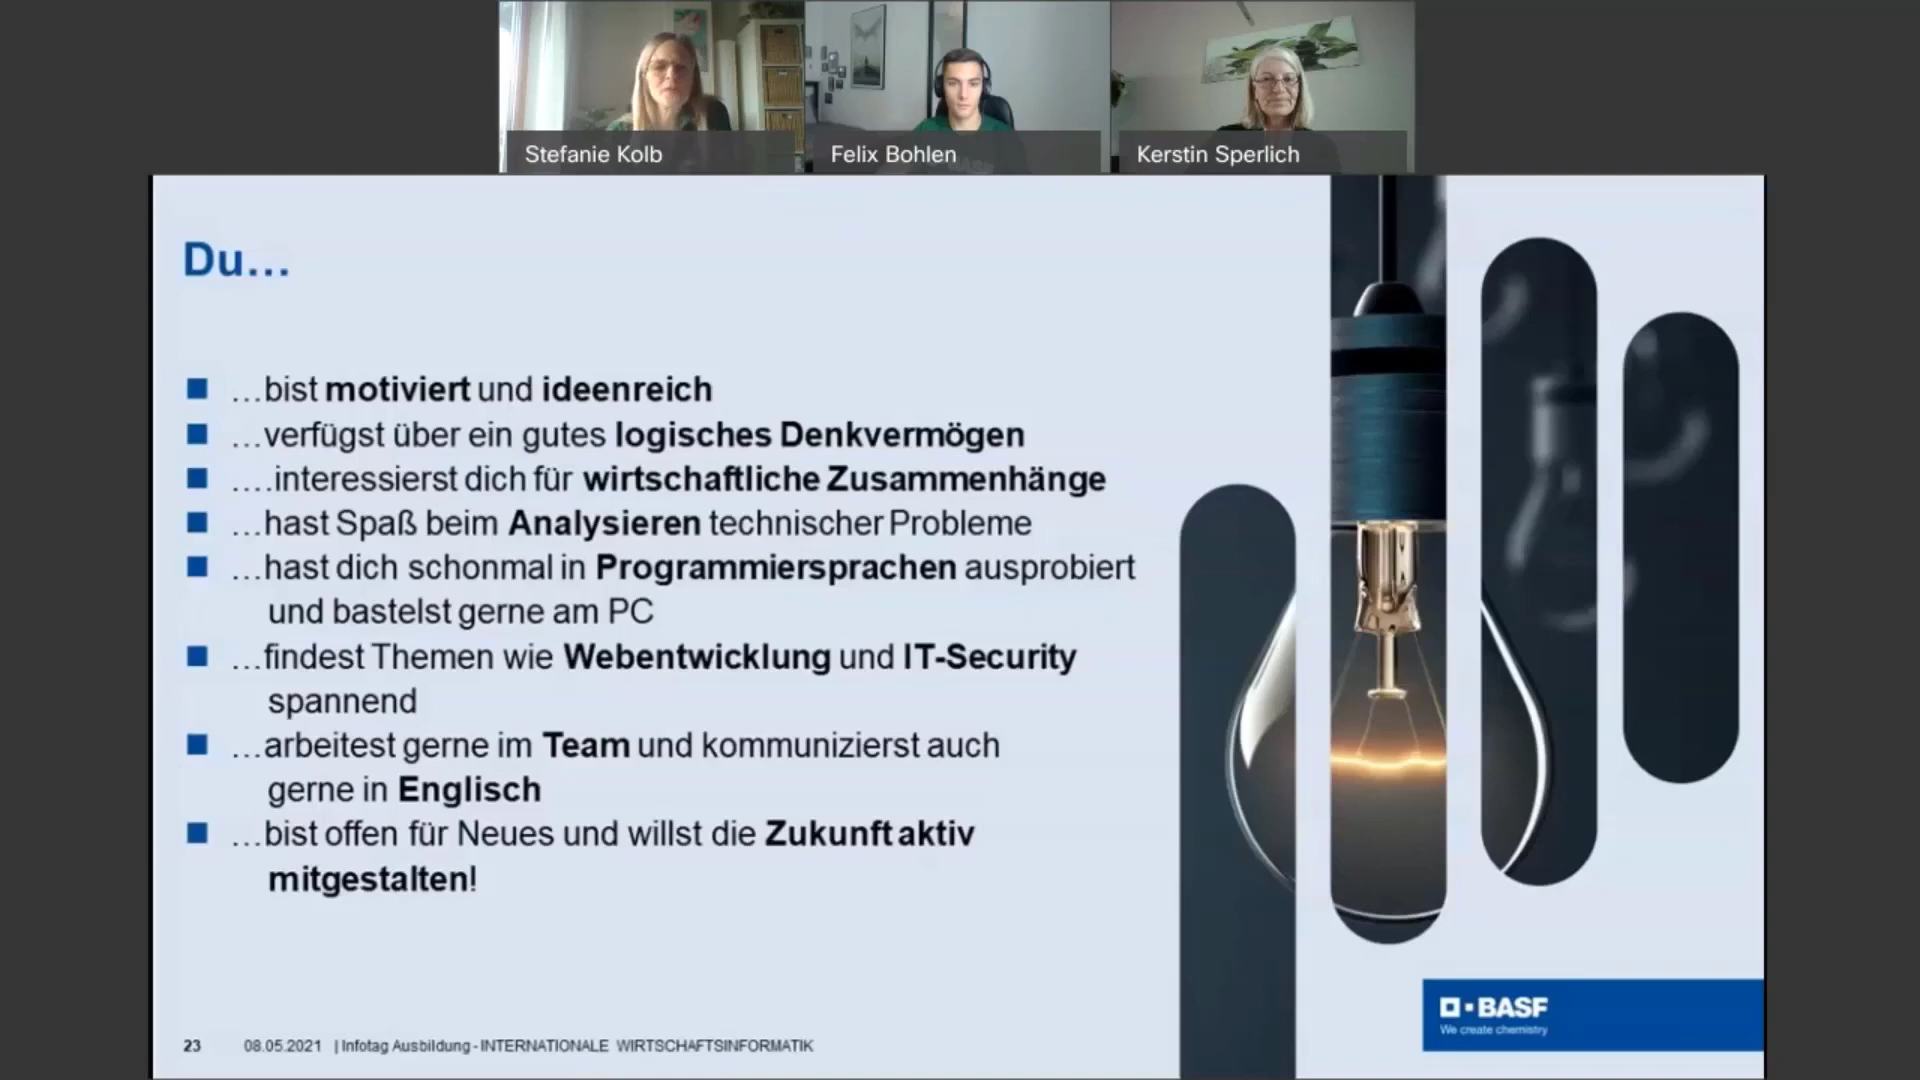 Stefanie Kolb
Felix Bohlen
Kerstin Sperlich
Du…
…bist motiviert und ideenreich
…verfügst über ein gutes logisches Denkvermögen
….interessierst dich für wirtschaftliche Zusammenhänge
…hast Spaß beim Analysieren technischer Probleme
…hast dich schonmal in Programmiersprachen ausprobiert
und bastelst gerne am PC
…findest Themen wie Webentwicklung und IT-Security
spannend
…arbeitest gerne im Team und kommunizierst auch
gerne in Englisch
…bist offen für Neues und willst die Zukunft aktiv
mitgestalten!
BASF
We create chemistry
23 08.05.2021 | Infotag Ausbildung - INTERNATIONALE WIRTSCHAFTSINFORMATIK